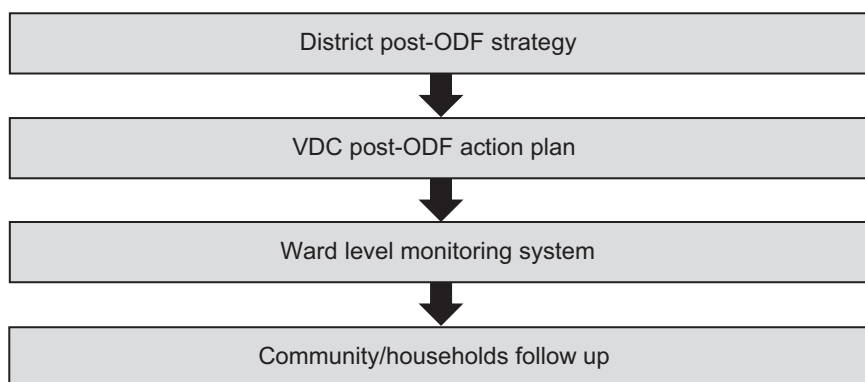 District post-ODF strategy
VDC post-ODF action plan
Ward level monitoring system
Community/households follow up